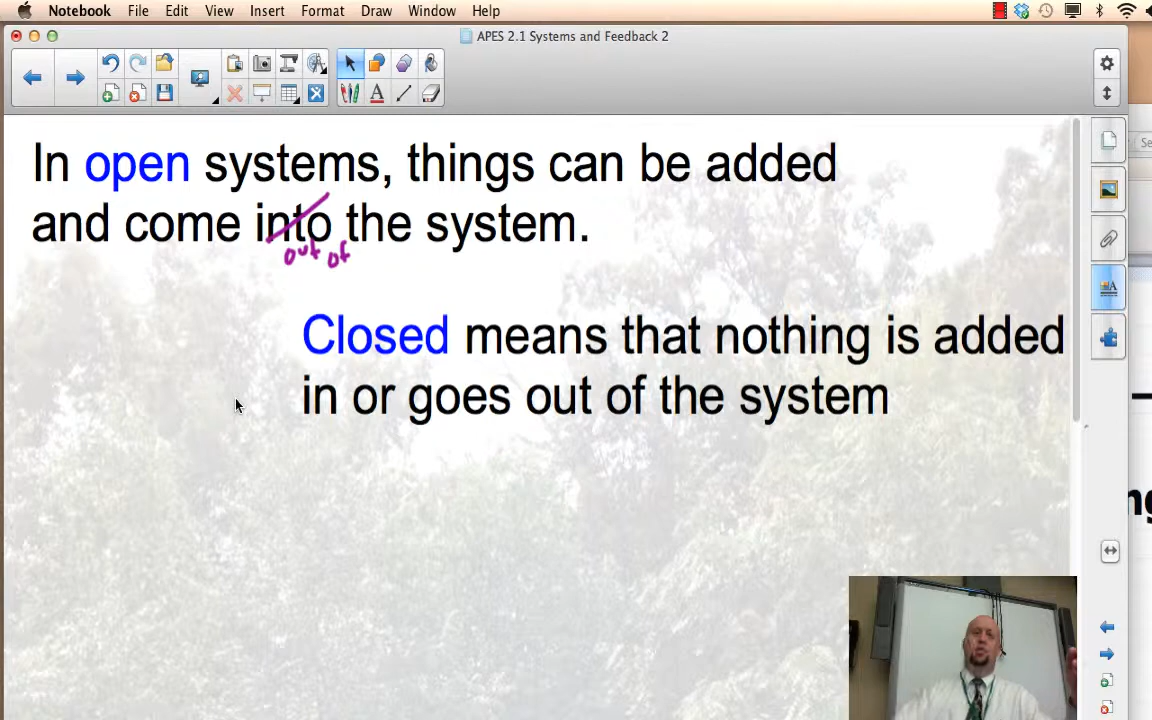 Notebook File Edit View Insert Format Draw Window Help
APES 2.1 Systems and Feedback 2
In open systems, things can be added
and come into the system.
out of
Closed means that nothing is added
in or goes out of the system